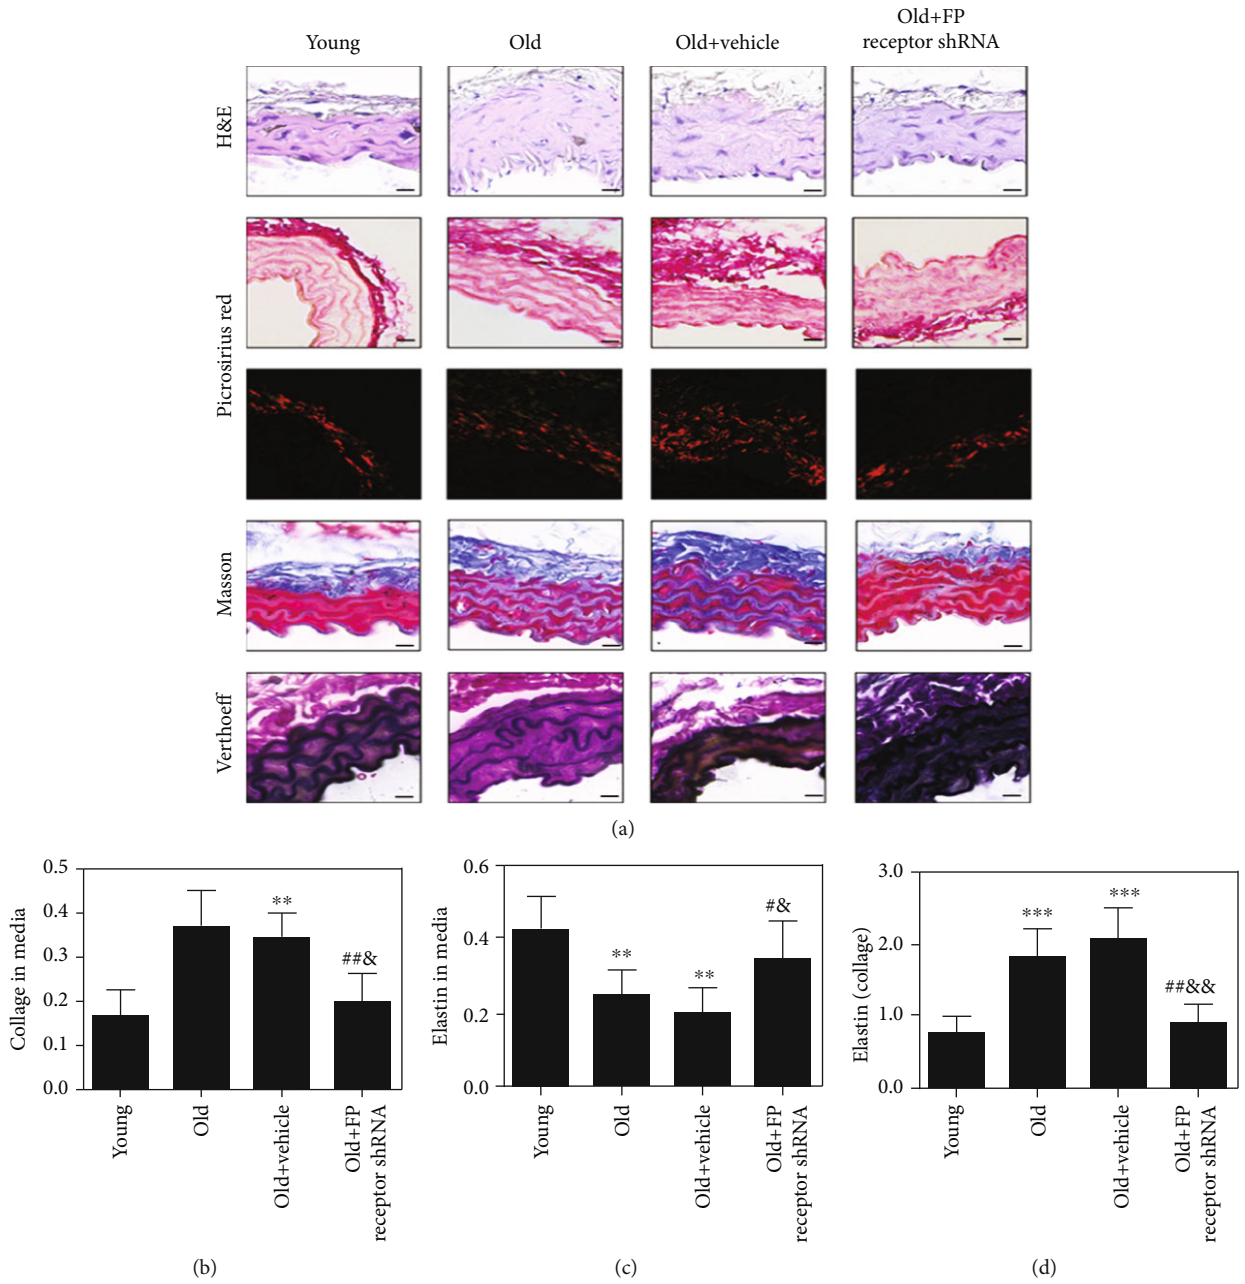 Young
Old
Old+vehicle
Old+FP
receptor shRNA
H&E
Picrosirius red
Masson
Verthoeff
(a)
Collage in media
0.5
0.4
0.3
0.2
0.1
0.0
Young
Old
Old+vehicle
Old+FP
receptor shRNA
**
##&
(b)
Elastin in media
0.6
0.4
0.2
0.0
Young
Old
Old+vehicle
Old+FP
receptor shRNA
**
**
#&
(c)
Elastin (collage)
3.0
2.0
1.0
0.0
Young
Old
Old+vehicle
Old+FP
receptor shRNA
***
***
##&&
(d)